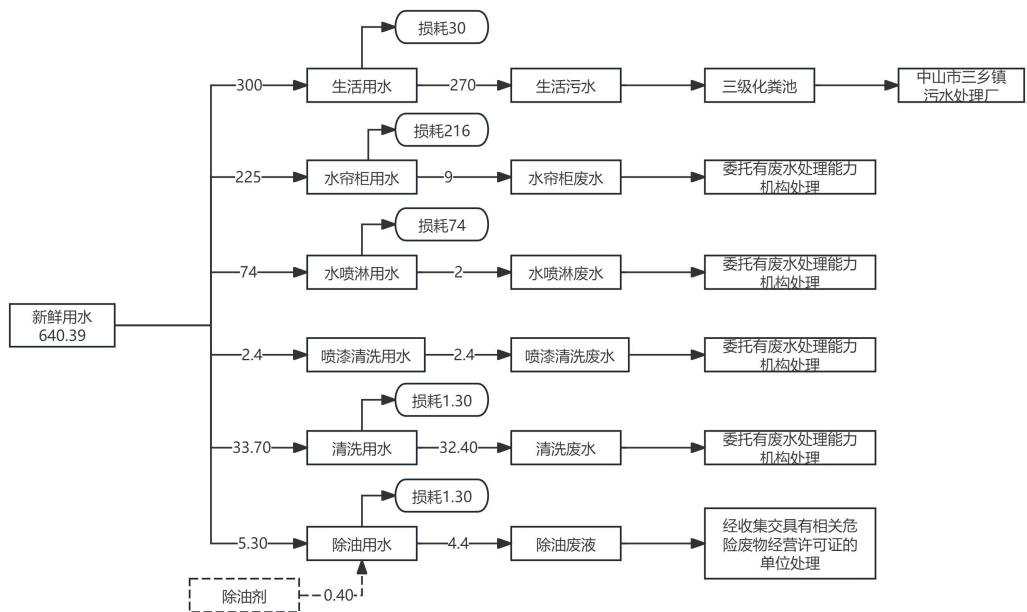 损耗30
300
生活用水
270
生活污水
三级化粪池
中山市三乡镇
污水处理厂
损耗216
225
水帘柜用水
9
水帘柜废水
委托有废水处理能力
机构处理
损耗74
74
水喷淋用水
2
水喷淋废水
委托有废水处理能力
机构处理
新鲜用水
640.39
2.4
喷漆清洗用水
2.4
喷漆清洗废水
委托有废水处理能力
机构处理
损耗1.30
33.70
清洗用水
32.40
清洗废水
委托有废水处理能力
机构处理
损耗1.30
5.30
除油用水
4.4
除油废液
经收集交具有相关危
险废物经营许可证的
单位处理
除油剂
0.40